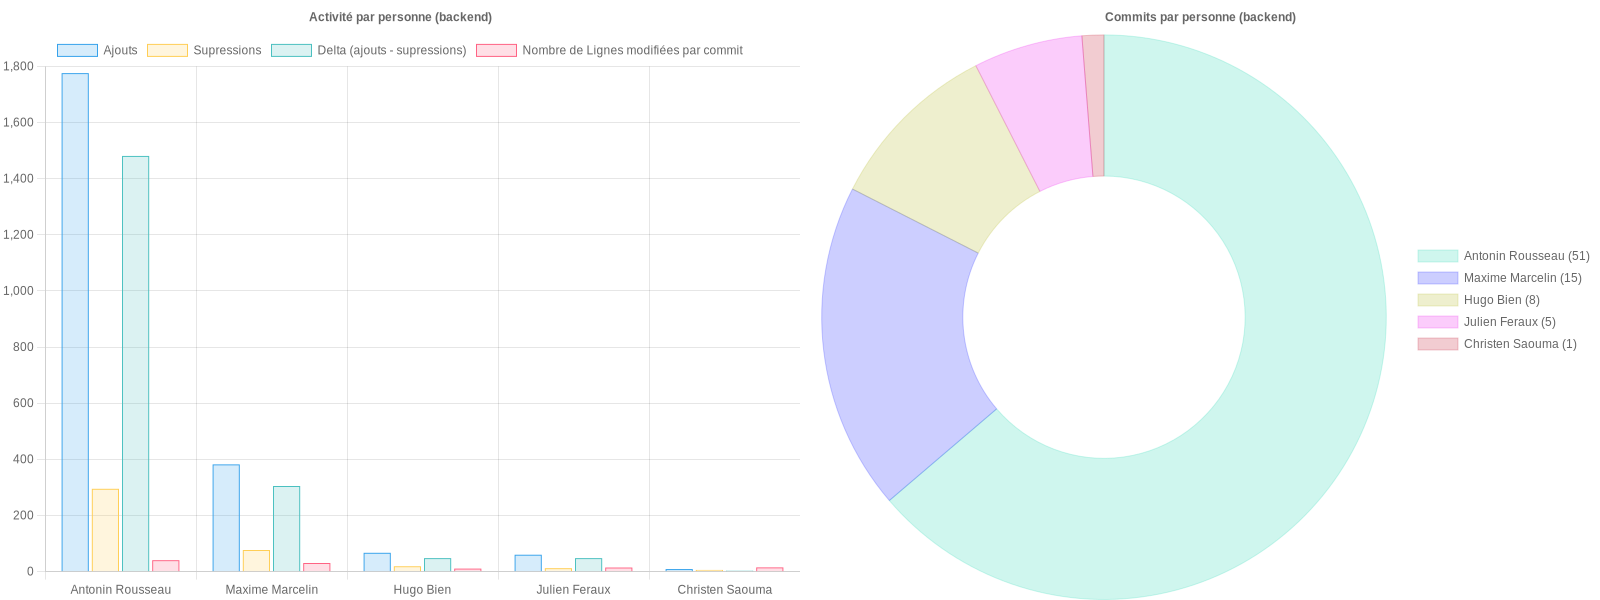 Activité par personne (backend)
Ajouts Supressions Delta (ajouts - supressions) Nombre de Lignes modifiées par commit
1,800
1,600
1,400
1,200
1,000
800
600
400
200
0
Antonin Rousseau Maxime Marcelin Hugo Bien Julien Feraux Christen Saouma
Commits par personne (backend)
Antonin Rousseau (51)
Maxime Marcelin (15)
Hugo Bien (8)
Julien Feraux (5)
Christen Saouma (1)